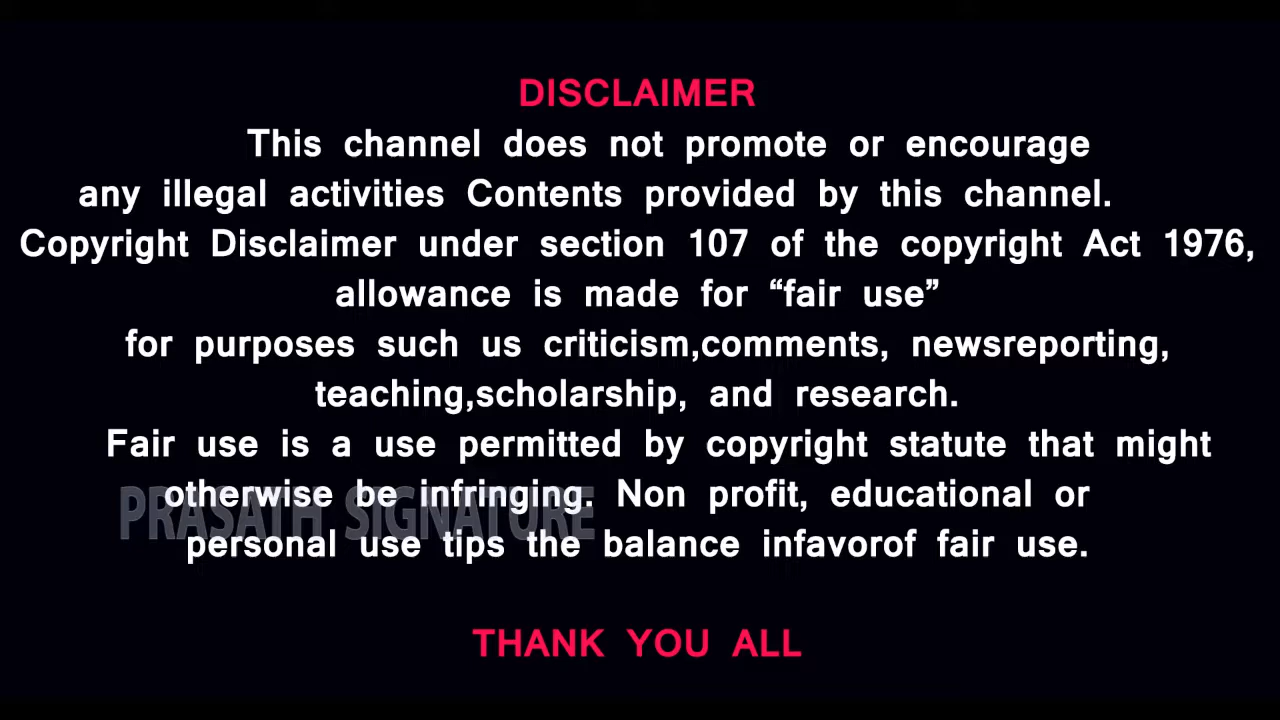 DISCLAIMER
This channel does not promote or encourage
any illegal activities Contents provided by this channel.
Copyright Disclaimer under section 107 of the copyright Act 1976,
allowance is made for “fair use”
for purposes such us criticism,comments, newsreporting,
teaching,scholarship, and research.
Fair use is a use permitted by copyright statute that might
otherwise be infringing. Non profit, educational or
PRASATH SIGNATURE
personal use tips the balance infavorof fair use.
THANK YOU ALL